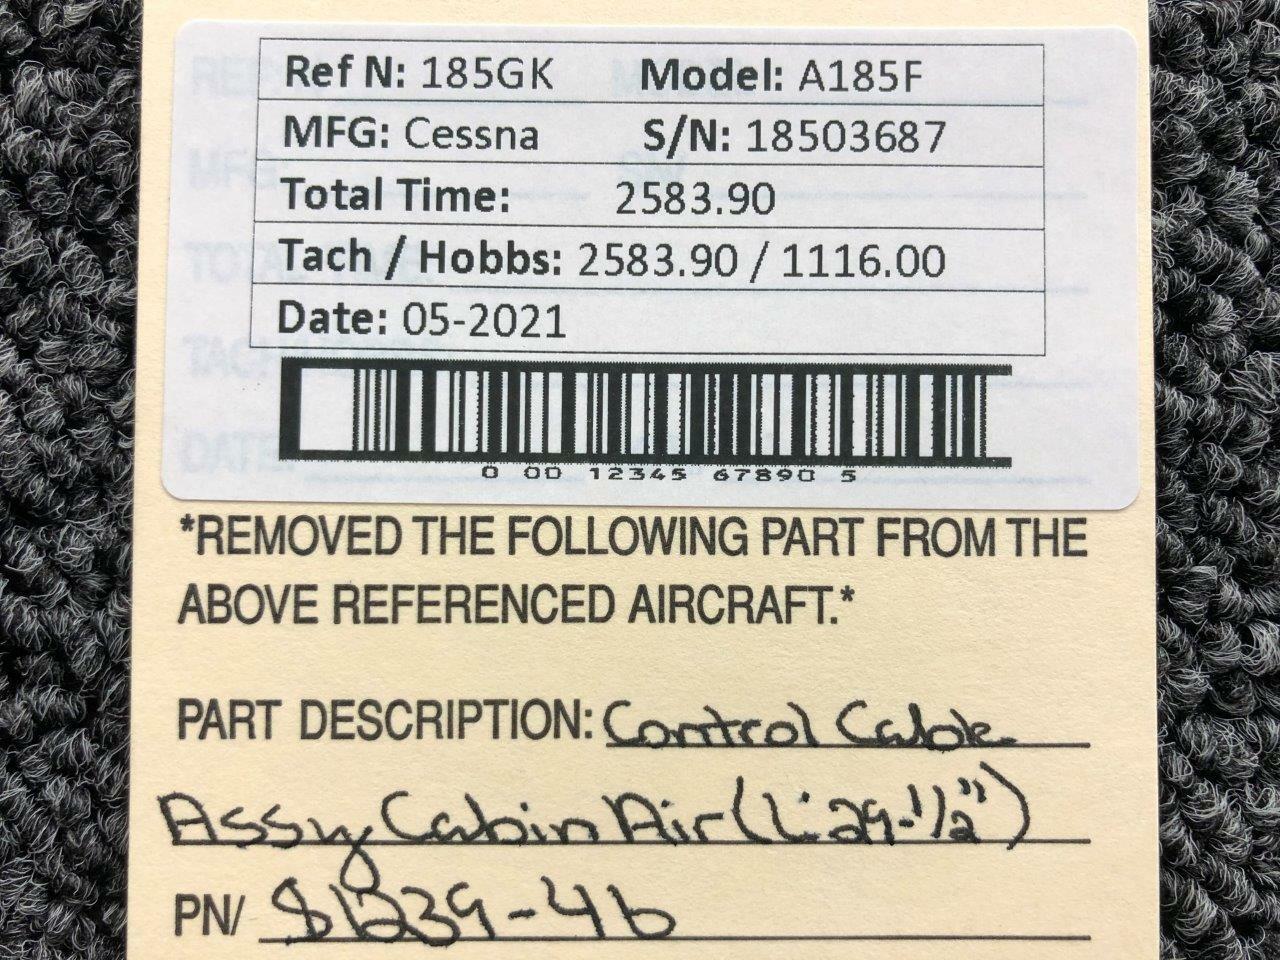 Ref N: 185GK Model: A185F
MFG: Cessna S/N: 18503687
Total Time: 2583.90
Tach / Hobbs: 2583.90 / 1116.00
Date: 05-2021
0 00 12345 67890 5
*REMOVED THE FOLLOWING PART FROM THE
ABOVE REFERENCED AIRCRAFT.*
PART DESCRIPTION: Control Cable
Assy Cabin Air (L: 29-1/2")
PN/ S1239-46